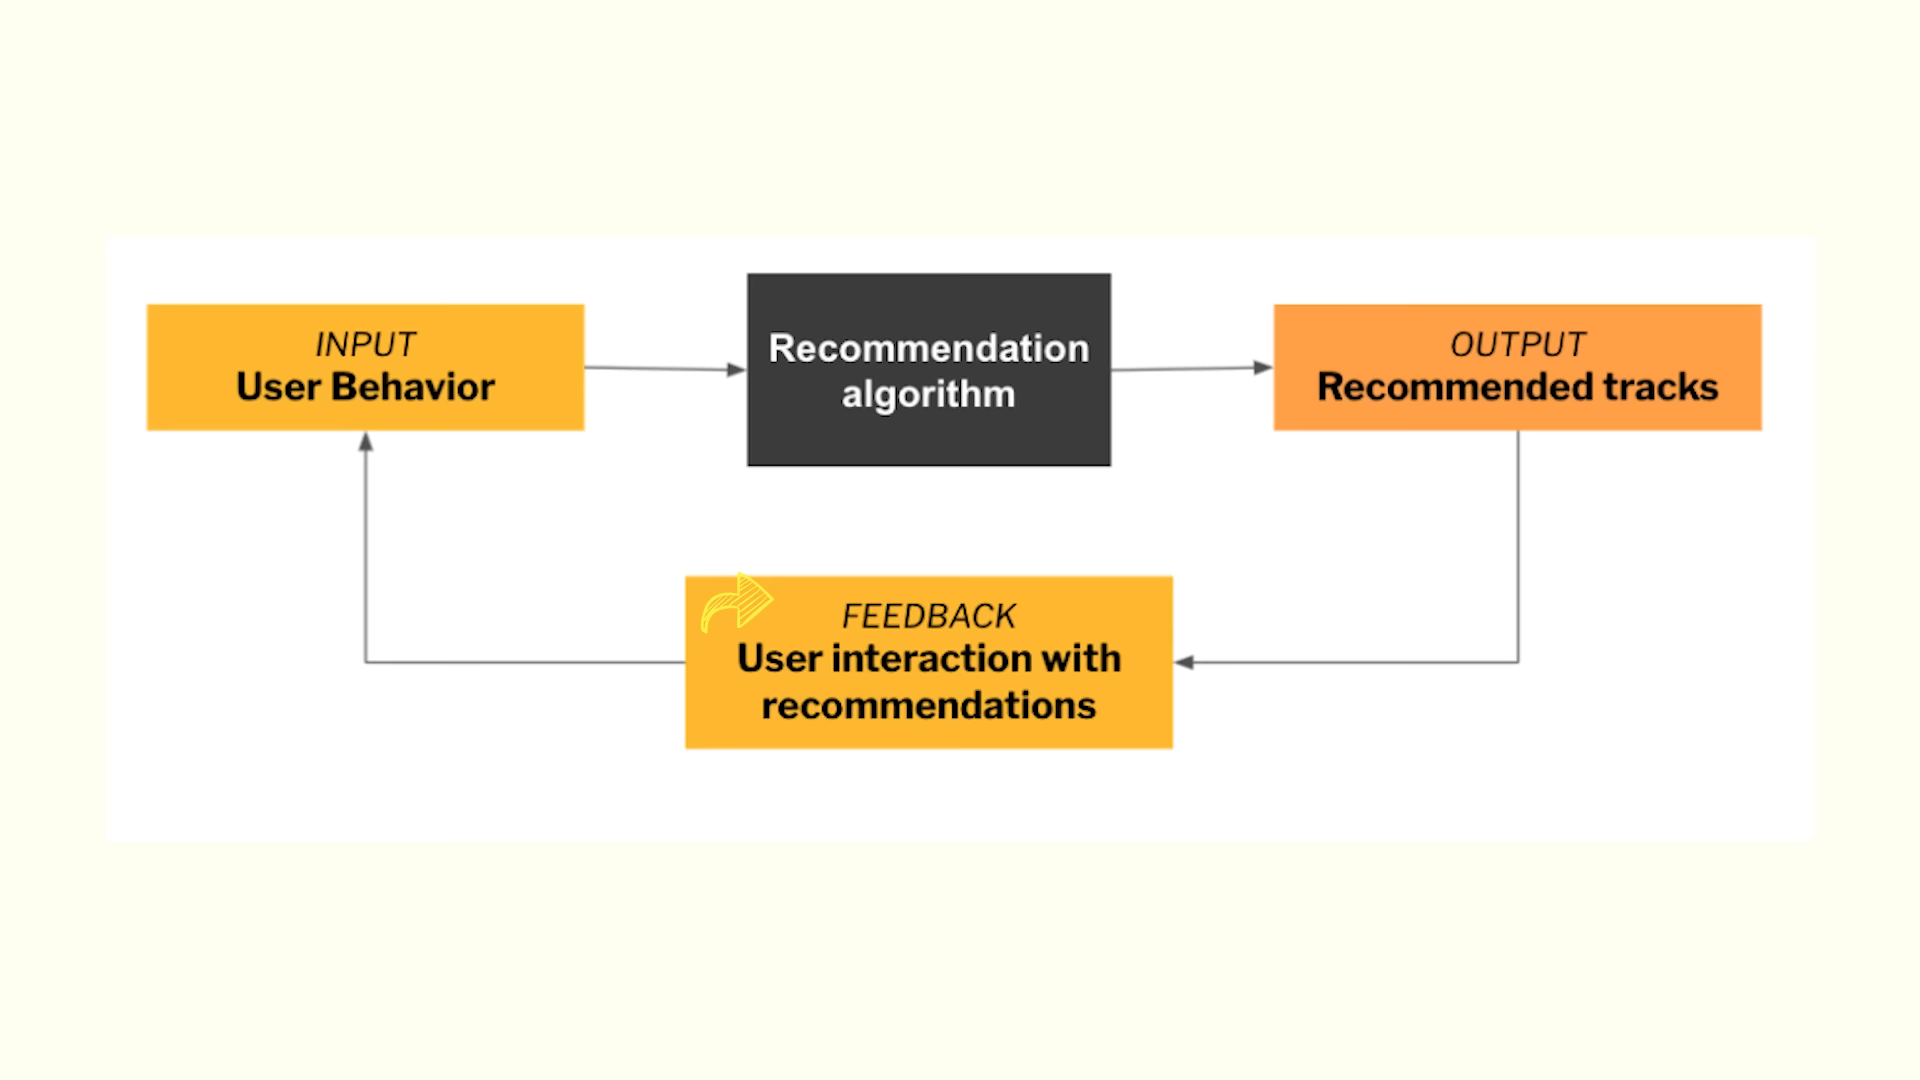 INPUT
User Behavior
Recommendation
algorithm
OUTPUT
Recommended tracks
FEEDBACK
User interaction with
recommendations